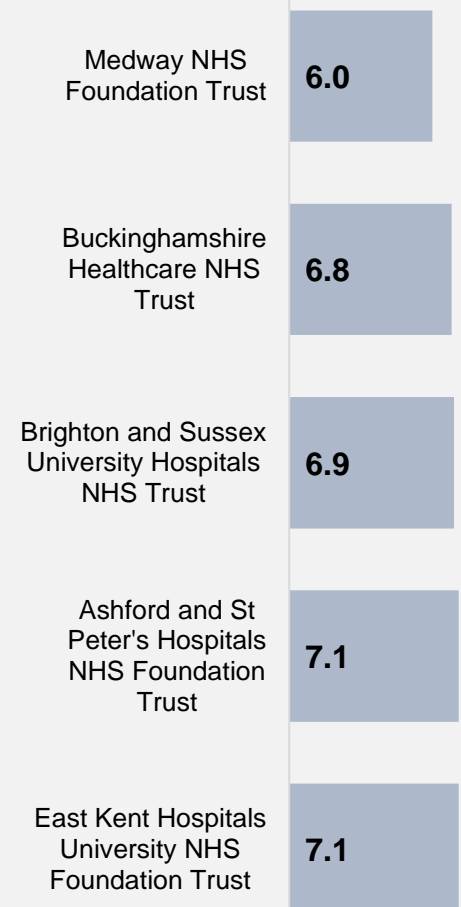 Medway NHS
Foundation Trust
6.0
Buckinghamshire
Healthcare NHS
Trust
6.8
Brighton and Sussex
University Hospitals
NHS Trust
6.9
Ashford and St
Peter's Hospitals
NHS Foundation
Trust
7.1
East Kent Hospitals
University NHS
Foundation Trust
7.1